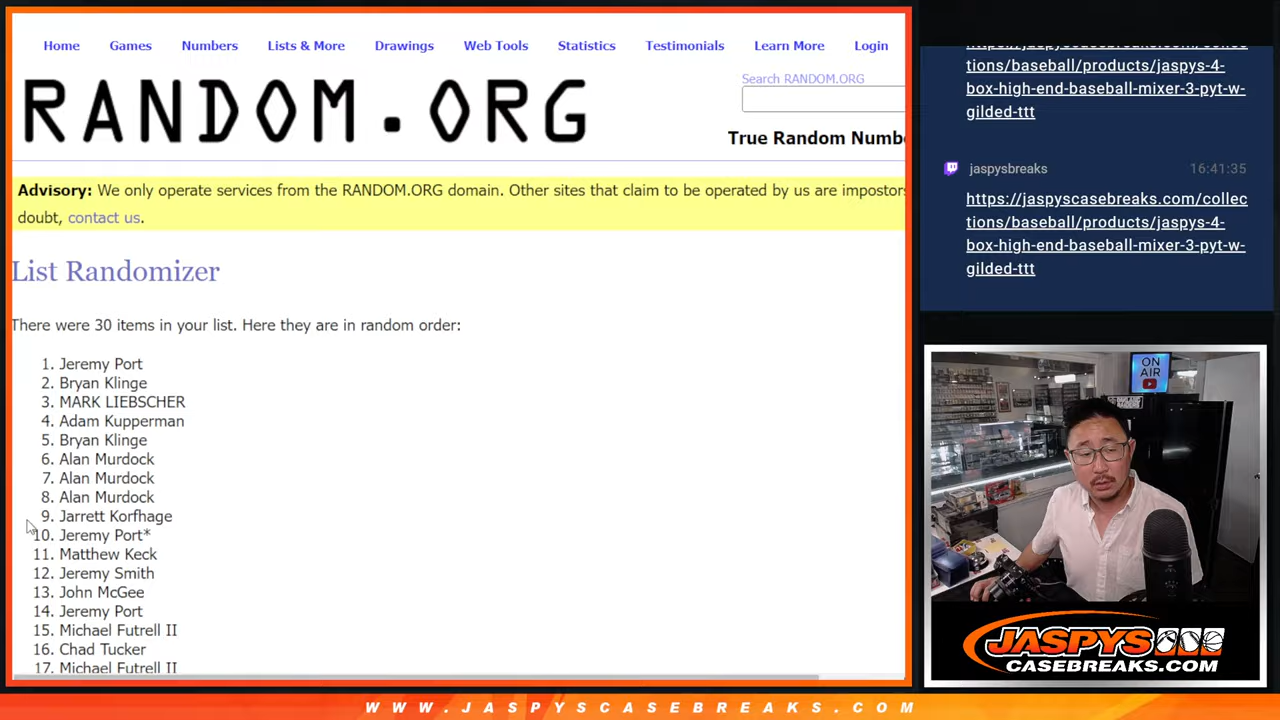 Home Games Numbers Lists & More Drawings Web Tools Statistics Testimonials Learn More Login
RANDOM.ORG
Search RANDOM.ORG
True Random Numb
Advisory: We only operate services from the RANDOM.ORG domain. Other sites that claim to be operated by us are impostors
doubt, contact us.
List Randomizer
There were 30 items in your list. Here they are in random order:
1. Jeremy Port
2. Bryan Klinge
3. MARK LIEBSCHER
4. Adam Kupperman
5. Bryan Klinge
6. Alan Murdock
7. Alan Murdock
8. Alan Murdock
9. Jarrett Korfhage
10. Jeremy Port*
11. Matthew Keck
12. Jeremy Smith
13. John McGee
14. Jeremy Port
15. Michael Futrell II
16. Chad Tucker
17. Michael Futrell II
https://jaspyscasebreaks.com/collec
tions/baseball/products/jaspys-4-
box-high-end-baseball-mixer-3-pyt-w-
gilded-ttt
jaspysbreaks 16:41:35
https://jaspyscasebreaks.com/collec
tions/baseball/products/jaspys-4-
box-high-end-baseball-mixer-3-pyt-w-
gilded-ttt
ON
AIR
JASPYS
CASEBREAKS.COM
WWW.JASPYSCASEBREAKS.COM